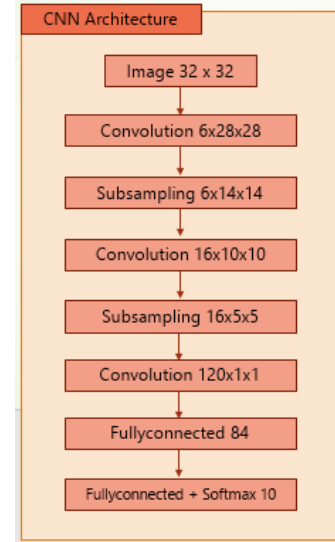 CNN Architecture
Image 32 x 32
Convolution 6x28x28
Subsampling 6x14x14
Convolution 16x10x10
Subsampling 16x5x5
Convolution 120x1x1
Fullyconnected 84
Fullyconnected + Softmax 10